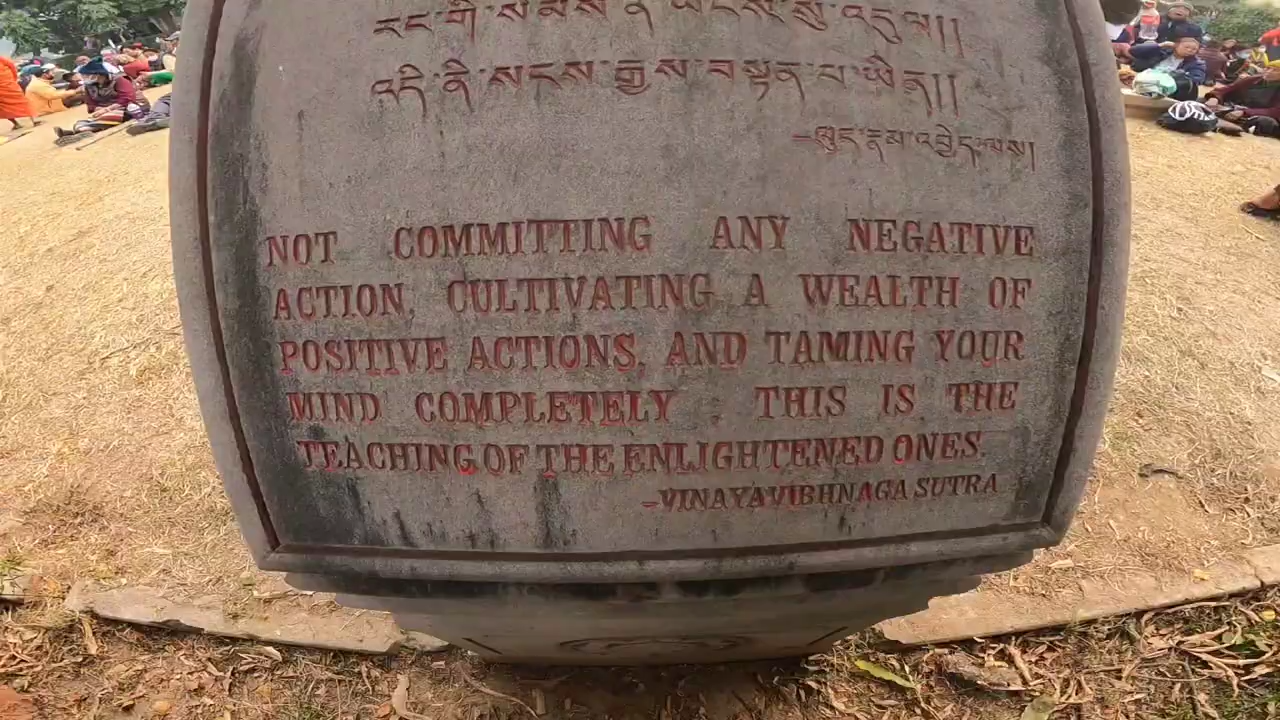 རང་གི་སེམས་ནི་ཡོངས་སུ་འདུལ།།
འདི་ནི་སངས་རྒྱས་བསྟན་པ་ཡིན།།
–ལུང་རྣམ་འབྱེད་ལས།
NOT COMMITTING ANY NEGATIVE
ACTION, CULTIVATING A WEALTH OF
POSITIVE ACTIONS, AND TAMING YOUR
MIND COMPLETELY : THIS IS THE
TEACHING OF THE ENLIGHTENED ONES.
–VINAYAVIBHNAGA SUTRA